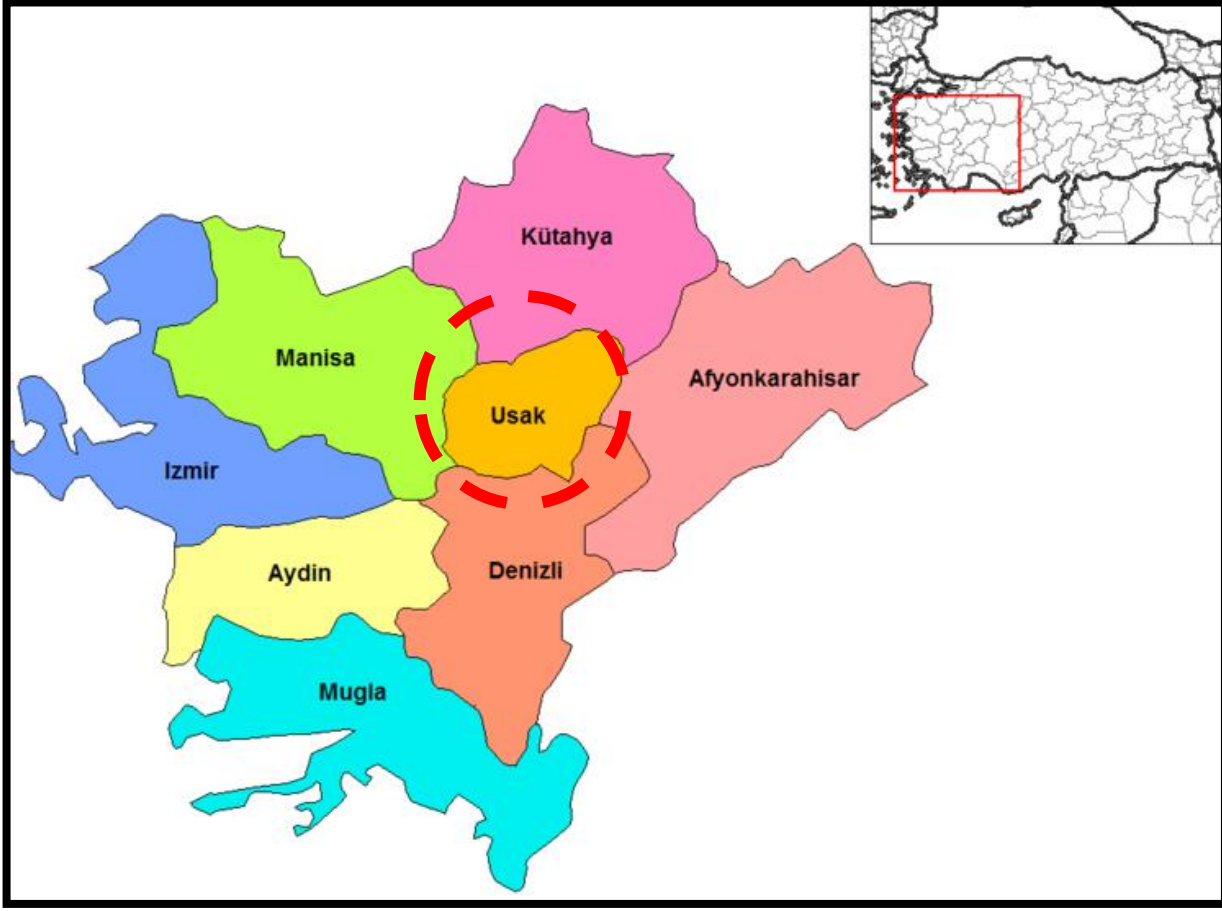 Kütahya
Manisa
Afyonkarahisar
Usak
Izmir
Aydin
Denizli
Mugla